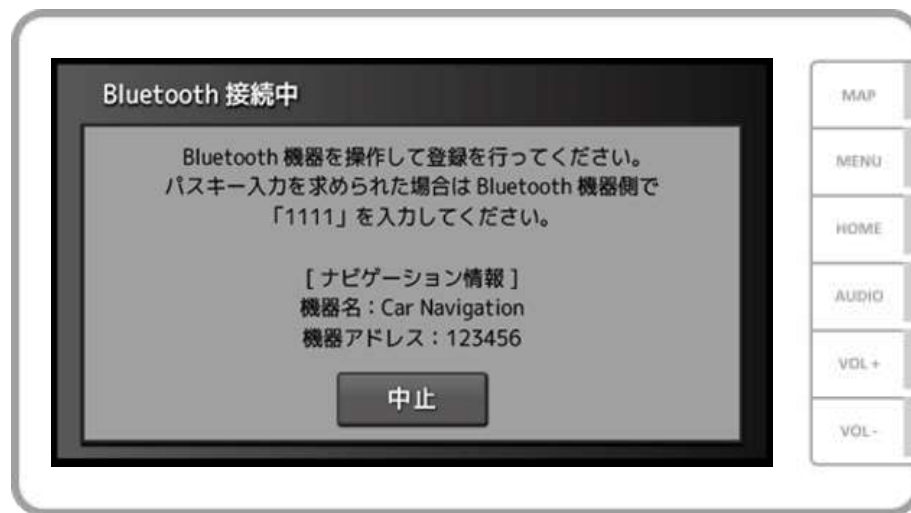 Bluetooth 接続中
Bluetooth 機器を操作して登録を行ってください。
パスキー入力を求められた場合は Bluetooth 機器側で
「1111」を入力してください。
[ ナビゲーション情報 ]
機器名：Car Navigation
機器アドレス：123456
中止
MAP
MENU
HOME
AUDIO
VOL +
VOL -